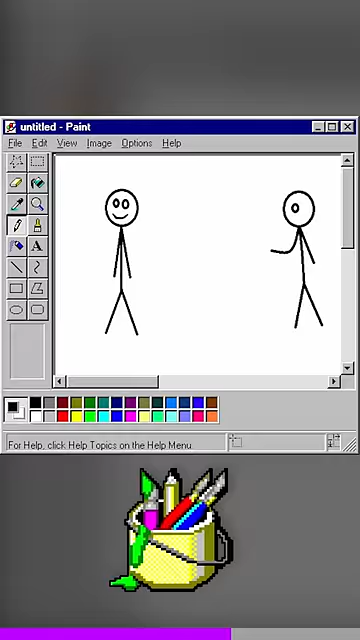 untitled - Paint
File Edit View Image Options Help
A
For Help, click Help Topics on the Help Menu